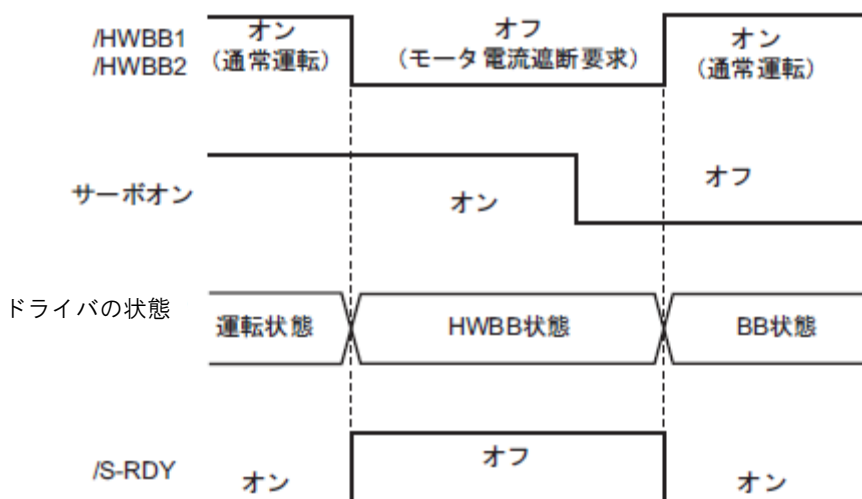 /HWBB1
/HWBB2
オン
（通常運転）
オフ
（モータ電流遮断要求）
オン
（通常運転）
サーボオン
オン
オフ
ドライバの状態
運転状態
HWBB状態
BB状態
/S-RDY
オン
オフ
オン